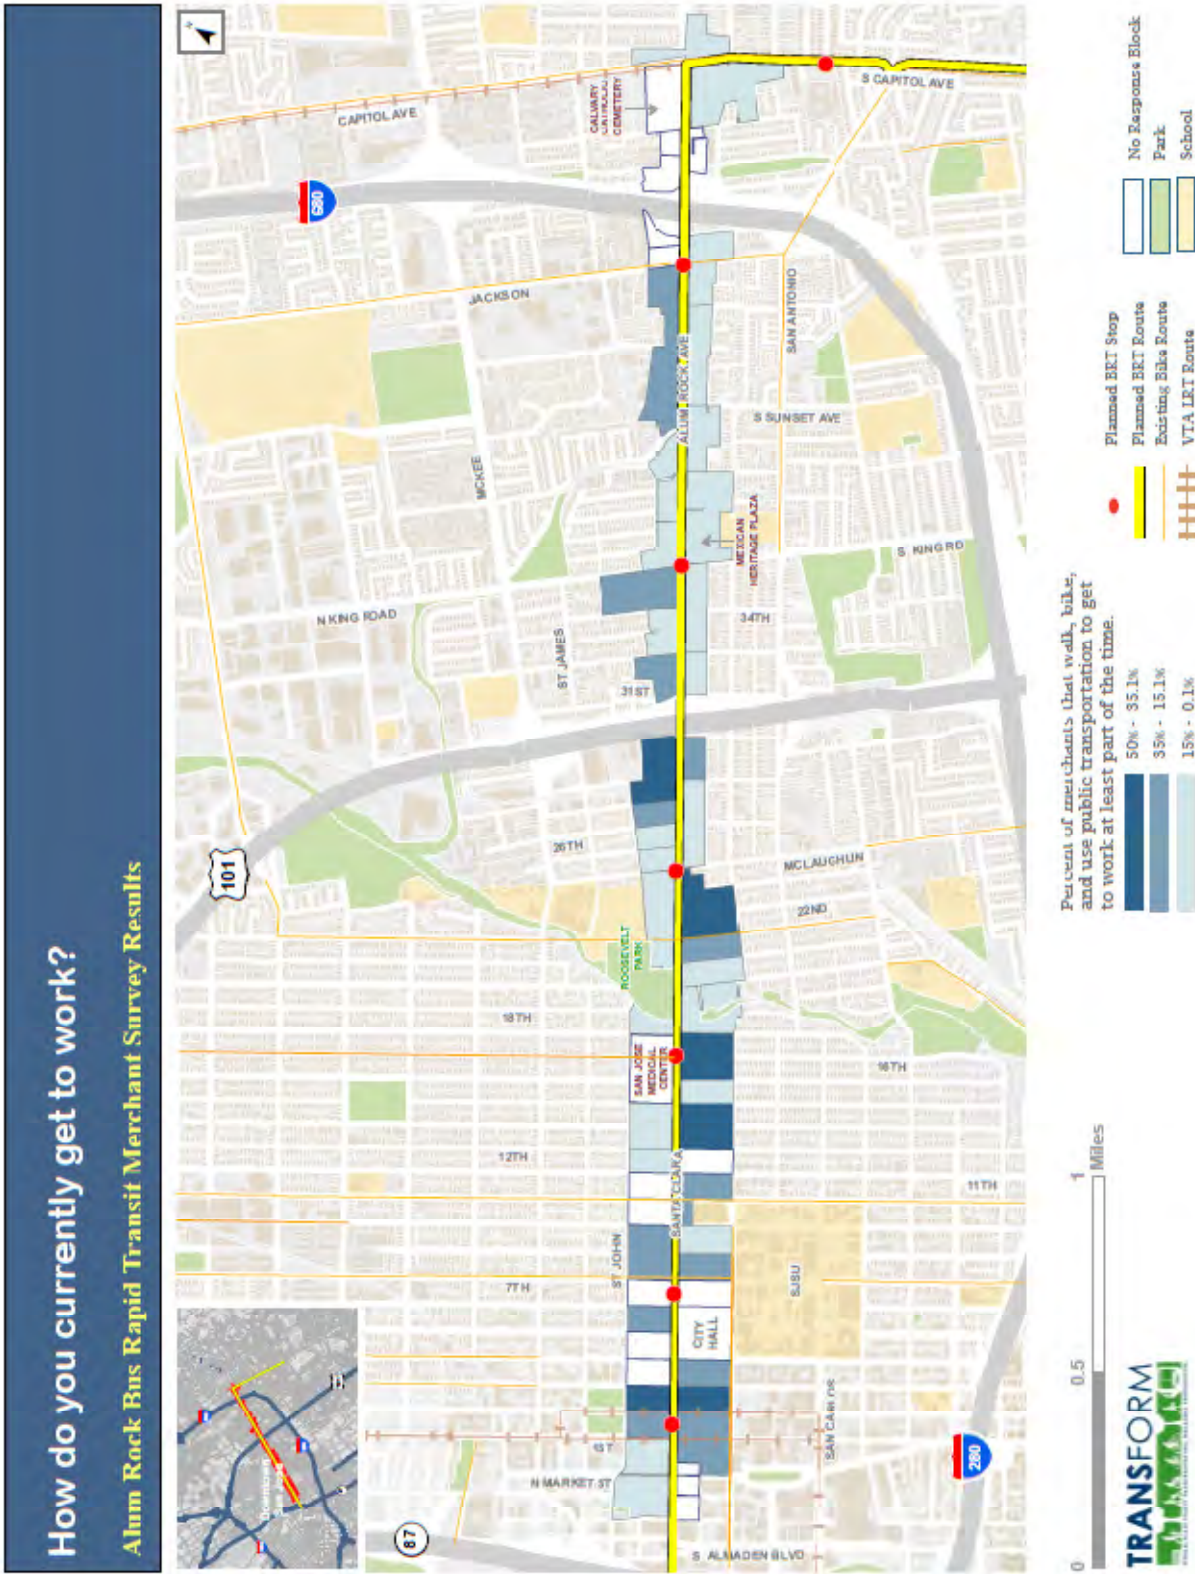 How do you currently get to work?
Alum Rock Bus Rapid Transit Merchant Survey Results
CAPITOL AVE
CALVARY
CATHOLIC
CEMETERY
S CAPITOL AVE
680
JACKSON
ALUM ROCK AVE
SAN ANTONIO
S SUNSET AVE
MCKEE
MEXICAN
HERITAGE PLAZA
S KING RD
N KING ROAD
ST JAMES
34TH
31ST
101
26TH
MCLAUGHLIN
22ND
ROOSEVELT
PARK
18TH
SAN JOSE
MEDICAL
CENTER
16TH
12TH
SANTA CLARA
11TH
ST JOHN
7TH
SJSU
CITY
HALL
1ST
SAN CARLOS
N MARKET ST
280
87
S ALMADEN BLVD
0 0.5 1
Miles
TRANSFORM
Percent of merchants that walk, bike,
and use public transportation to get
to work at least part of the time.
50% - 35.1%
35% - 15.1%
15% - 0.1%
Planned BRT Stop
Planned BRT Route
Existing Bike Route
VTA LRT Route
No Response Block
Park
School